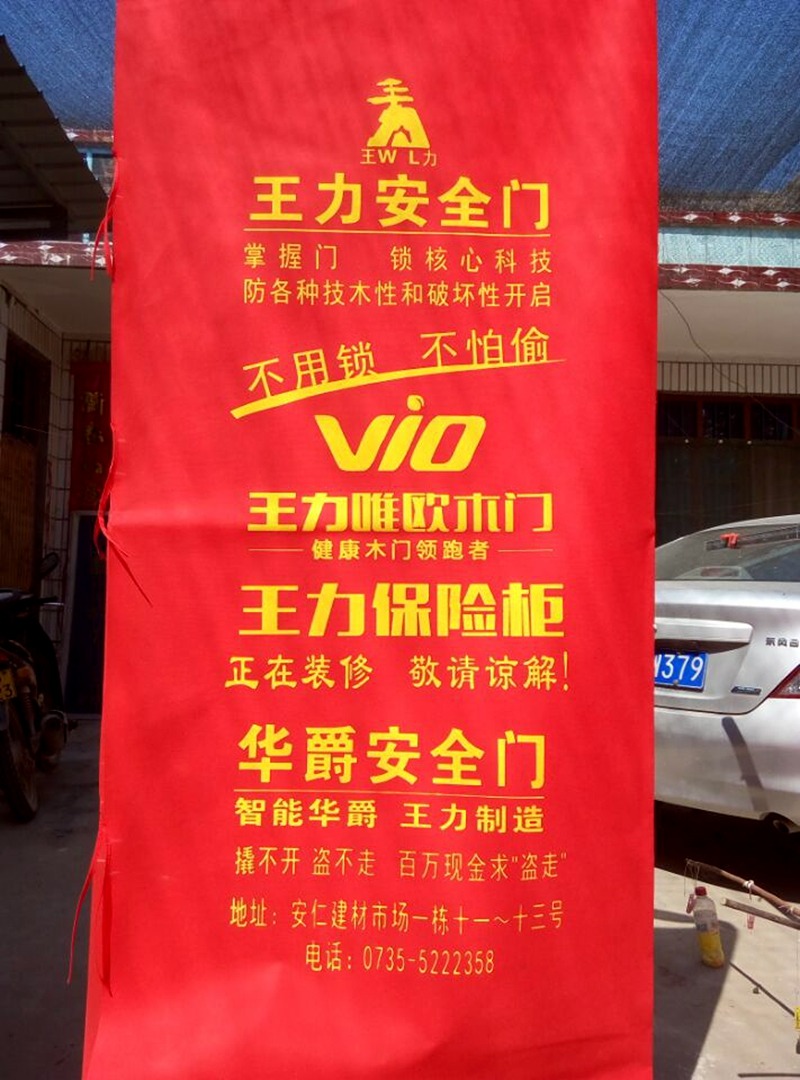 王W L力
王力安全门
掌握门 锁核心科技
防各种技木性和破坏性开启
不用锁 不怕偷
vio
王力唯欧木门
健康木门领跑者
王力保险柜
正在装修 敬请谅解!
华爵安全门
智能华爵 王力制造
撬不开 盗不走 百万现金求"盗走"
地址：安仁建材市场一栋十一～十三号
电话：0735-5222358
379